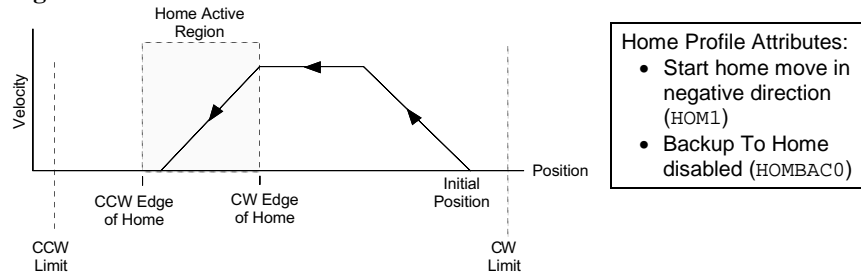 Home Active
Region
Velocity
Position
CCW Edge
of Home
CW Edge
of Home
Initial
Position
CCW
Limit
CW
Limit
Home Profile Attributes:
• Start home move in
negative direction
(HOM1)
• Backup To Home
disabled (HOMBAC0)